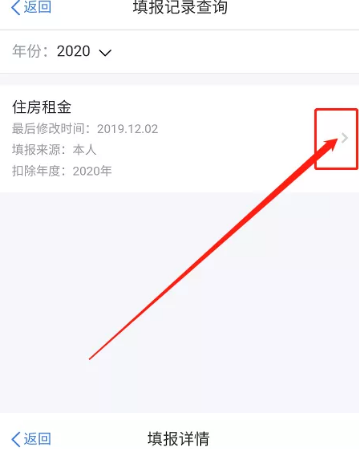 返回 填报记录查询
年份：2020
住房租金
最后修改时间：2019.12.02
填报来源：本人
扣除年度：2020年
返回 填报详情